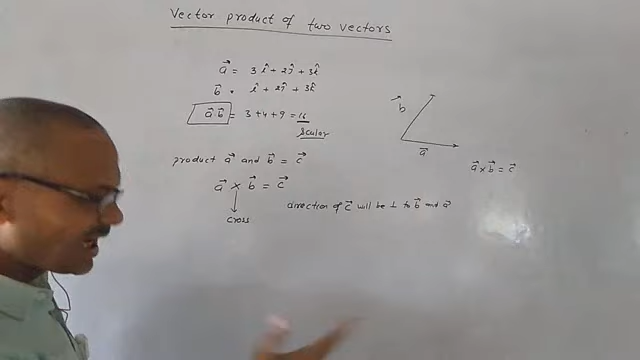 Vector product of two vectors
a⃗ = 3î + 2ĵ + 3k̂
b⃗ = î + 2ĵ + 3k̂
a⃗·b⃗ = 3+4+9 = 16
Scalar
product a⃗ and b⃗ = c⃗
a⃗ × b⃗ = c⃗
cross
direction of c⃗ will be ⊥ to b⃗ and a⃗
b⃗
a⃗
a⃗ × b⃗ = c⃗